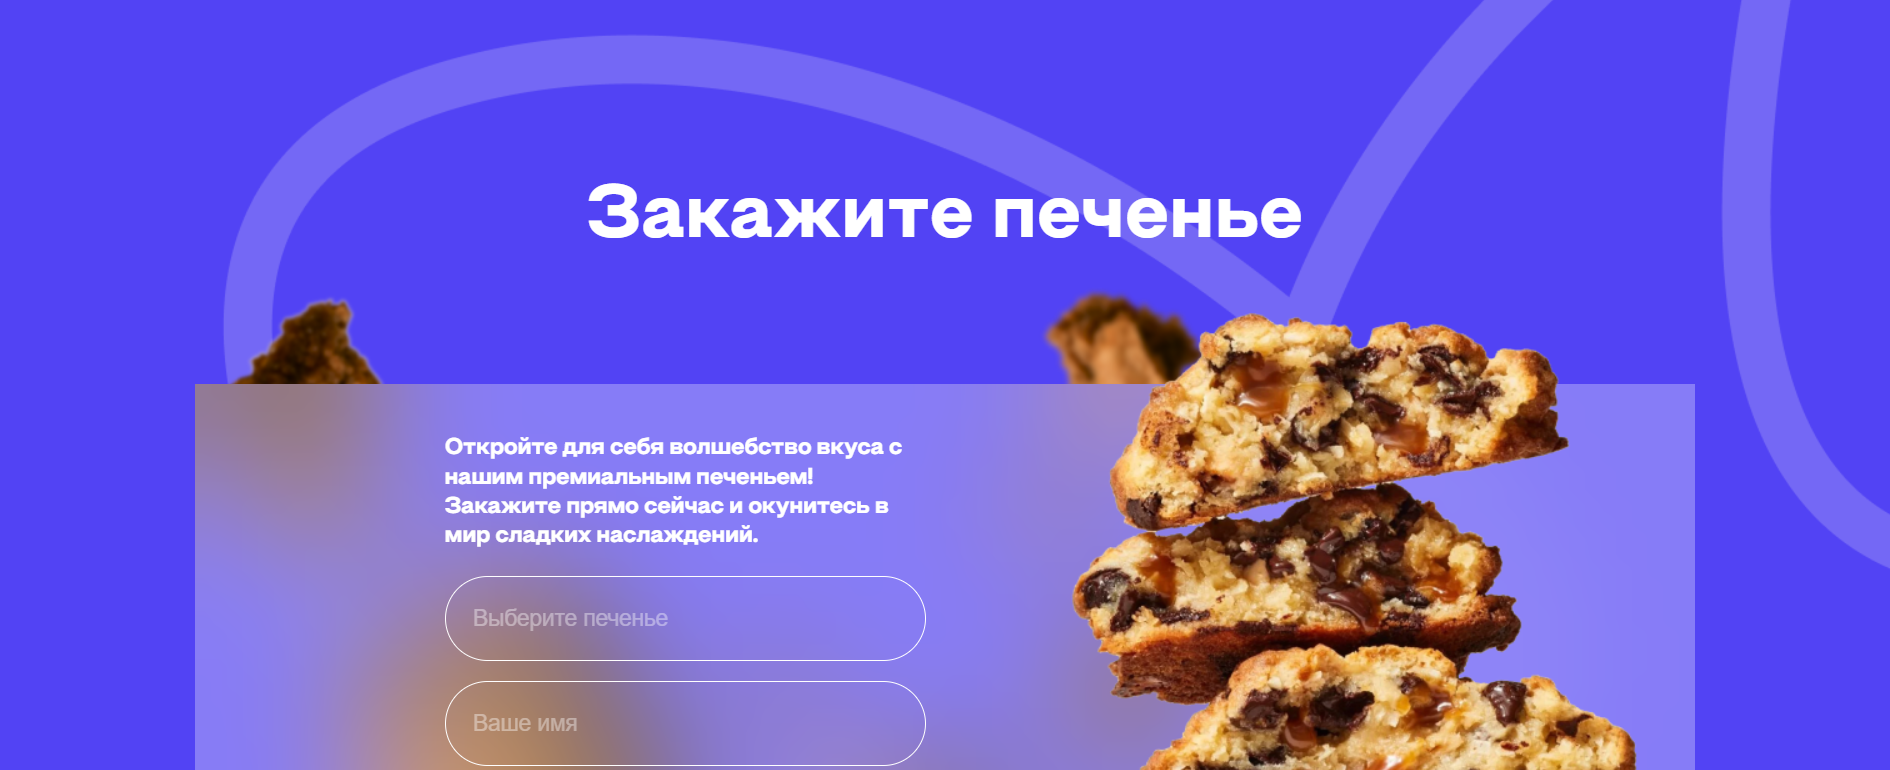 Закажите печенье
Откройте для себя волшебство вкуса с
нашим премиальным печеньем!
Закажите прямо сейчас и окунитесь в
мир сладких наслаждений.
Выберите печенье
Ваше имя